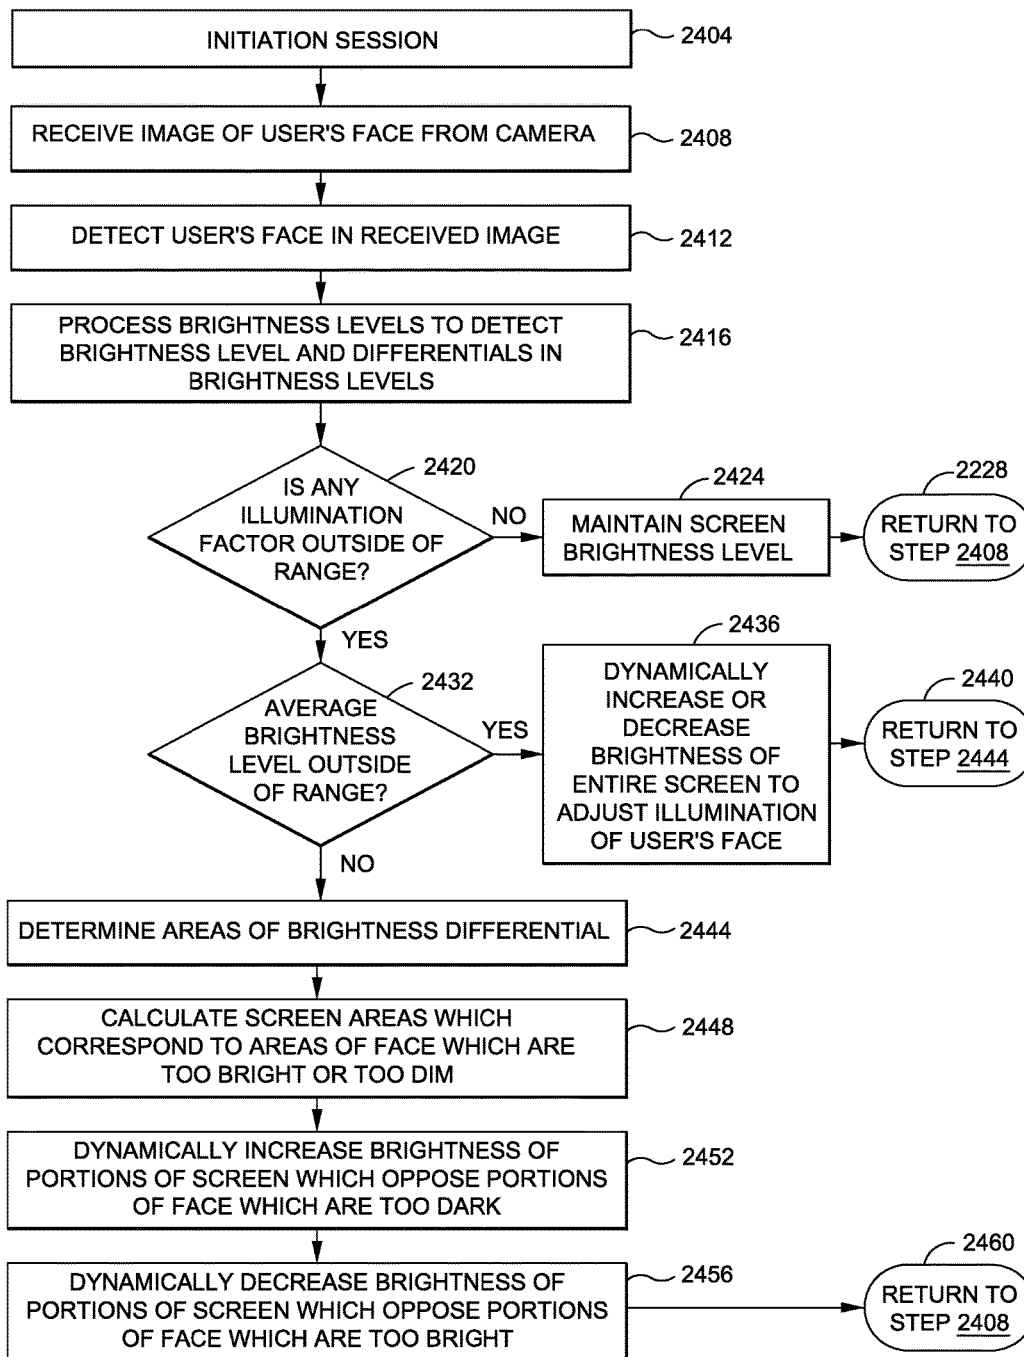 INITIATION SESSION
2404
RECEIVE IMAGE OF USER'S FACE FROM CAMERA
2408
DETECT USER'S FACE IN RECEIVED IMAGE
2412
PROCESS BRIGHTNESS LEVELS TO DETECT
BRIGHTNESS LEVEL AND DIFFERENTIALS IN
BRIGHTNESS LEVELS
2416
IS ANY
ILLUMINATION
FACTOR OUTSIDE OF
RANGE?
2420
NO
MAINTAIN SCREEN
BRIGHTNESS LEVEL
2424
RETURN TO
STEP 2408
2228
YES
AVERAGE
BRIGHTNESS
LEVEL OUTSIDE
OF RANGE?
2432
YES
DYNAMICALLY
INCREASE OR
DECREASE
BRIGHTNESS OF
ENTIRE SCREEN TO
ADJUST ILLUMINATION
OF USER'S FACE
2436
RETURN TO
STEP 2444
2440
NO
DETERMINE AREAS OF BRIGHTNESS DIFFERENTIAL
2444
CALCULATE SCREEN AREAS WHICH
CORRESPOND TO AREAS OF FACE WHICH ARE
TOO BRIGHT OR TOO DIM
2448
DYNAMICALLY INCREASE BRIGHTNESS OF
PORTIONS OF SCREEN WHICH OPPOSE PORTIONS
OF FACE WHICH ARE TOO DARK
2452
DYNAMICALLY DECREASE BRIGHTNESS OF
PORTIONS OF SCREEN WHICH OPPOSE PORTIONS
OF FACE WHICH ARE TOO BRIGHT
2456
RETURN TO
STEP 2408
2460